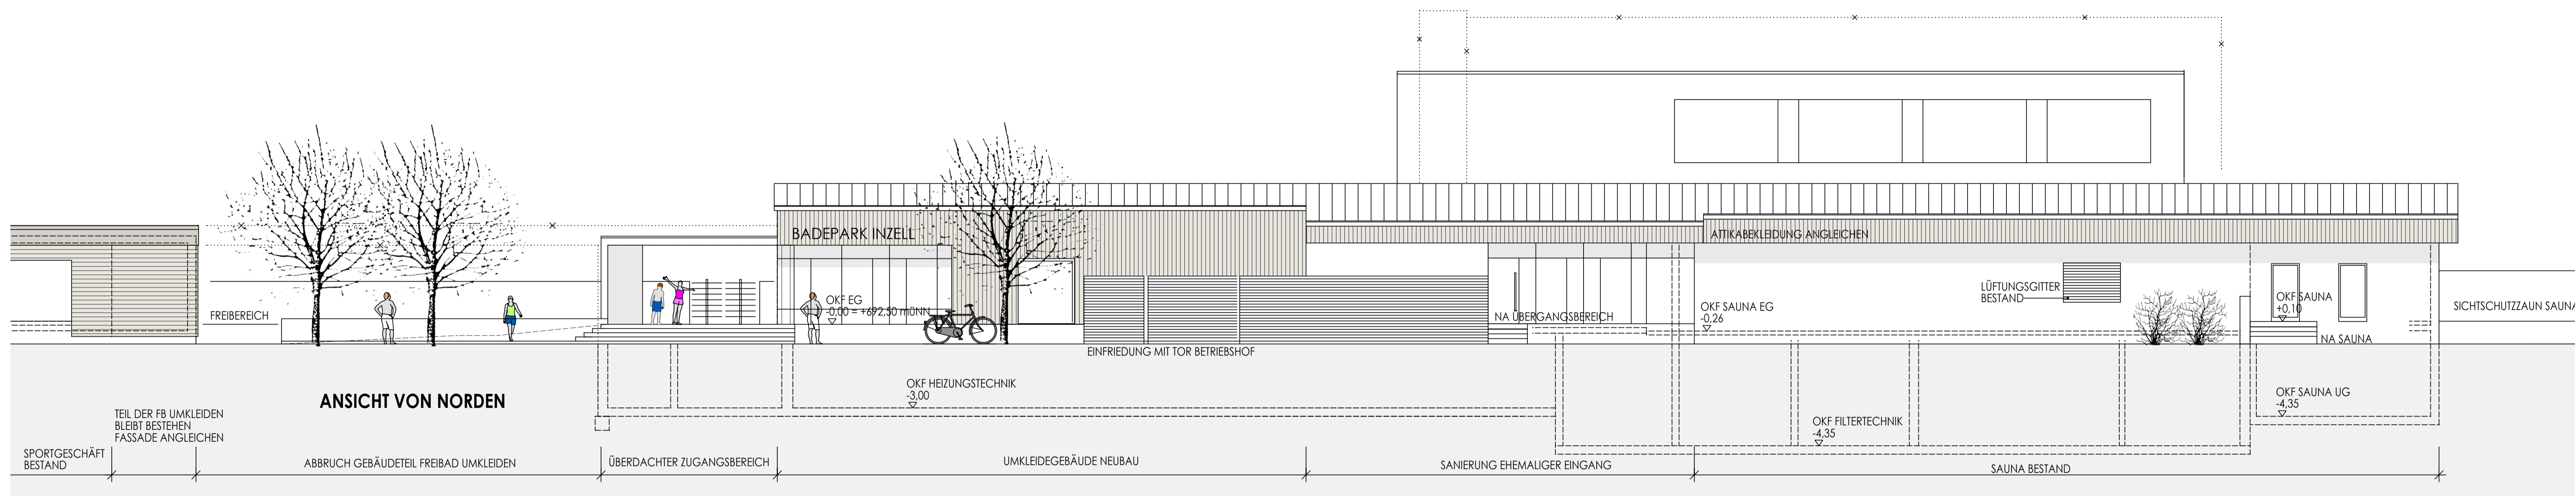 BADEPARK INZELL
ATTIKABEKLEIDUNG ANGLEICHEN
LÜFTUNGSGITTER
BESTAND
OKF EG
-0,00 = +692,50 müNN
OKF SAUNA EG
-0,26
OKF SAUNA
+0,10
SICHTSCHUTZZAUN SAUNA
FREIBEREICH
NA ÜBERGANGSBEREICH
NA SAUNA
EINFRIEDUNG MIT TOR BETRIEBSHOF
OKF HEIZUNGSTECHNIK
-3,00
OKF SAUNA UG
-4,35
ANSICHT VON NORDEN
TEIL DER FB UMKLEIDEN
BLEIBT BESTEHEN
FASSADE ANGLEICHEN
OKF FILTERTECHNIK
-4,35
SPORTGESCHÄFT
BESTAND
ABBRUCH GEBÄUDETEIL FREIBAD UMKLEIDEN
ÜBERDACHTER ZUGANGSBEREICH
UMKLEIDEGEBÄUDE NEUBAU
SANIERUNG EHEMALIGER EINGANG
SAUNA BESTAND